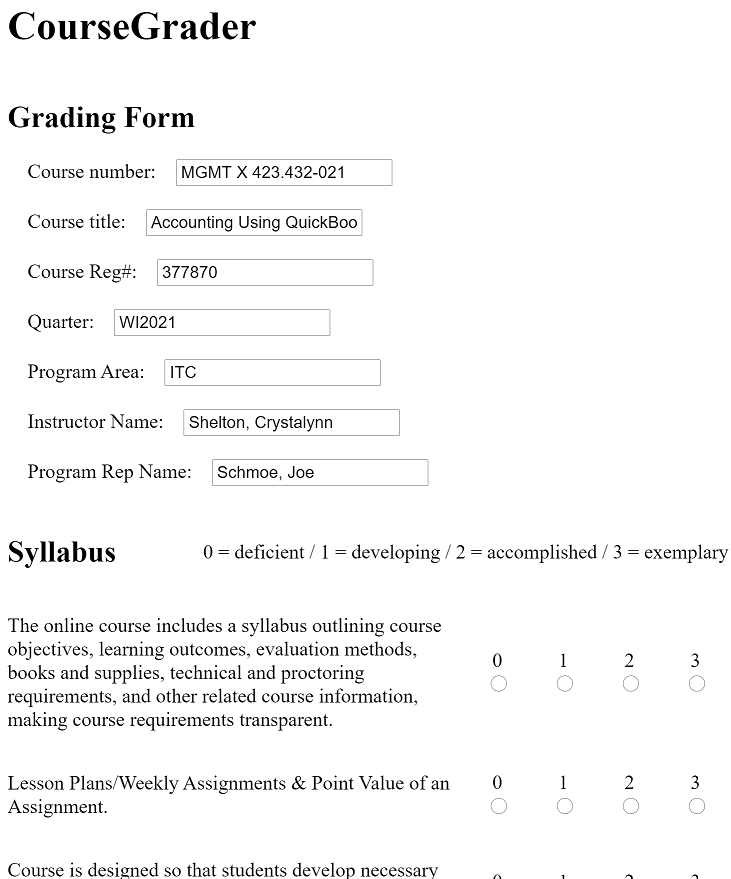 CourseGrader
Grading Form
Course number: MGMT X 423.432-021
Course title: Accounting Using QuickBoo
Course Reg#: 377870
Quarter: WI2021
Program Area: ITC
Instructor Name: Shelton, Crystalynn
Program Rep Name: Schmoe, Joe
Syllabus 0 = deficient / 1 = developing / 2 = accomplished / 3 = exemplary
The online course includes a syllabus outlining course
objectives, learning outcomes, evaluation methods,
books and supplies, technical and proctoring
requirements, and other related course information,
making course requirements transparent.
0 1 2 3
Lesson Plans/Weekly Assignments & Point Value of an
Assignment.
0 1 2 3
Course is designed so that students develop necessary
0 1 2 3